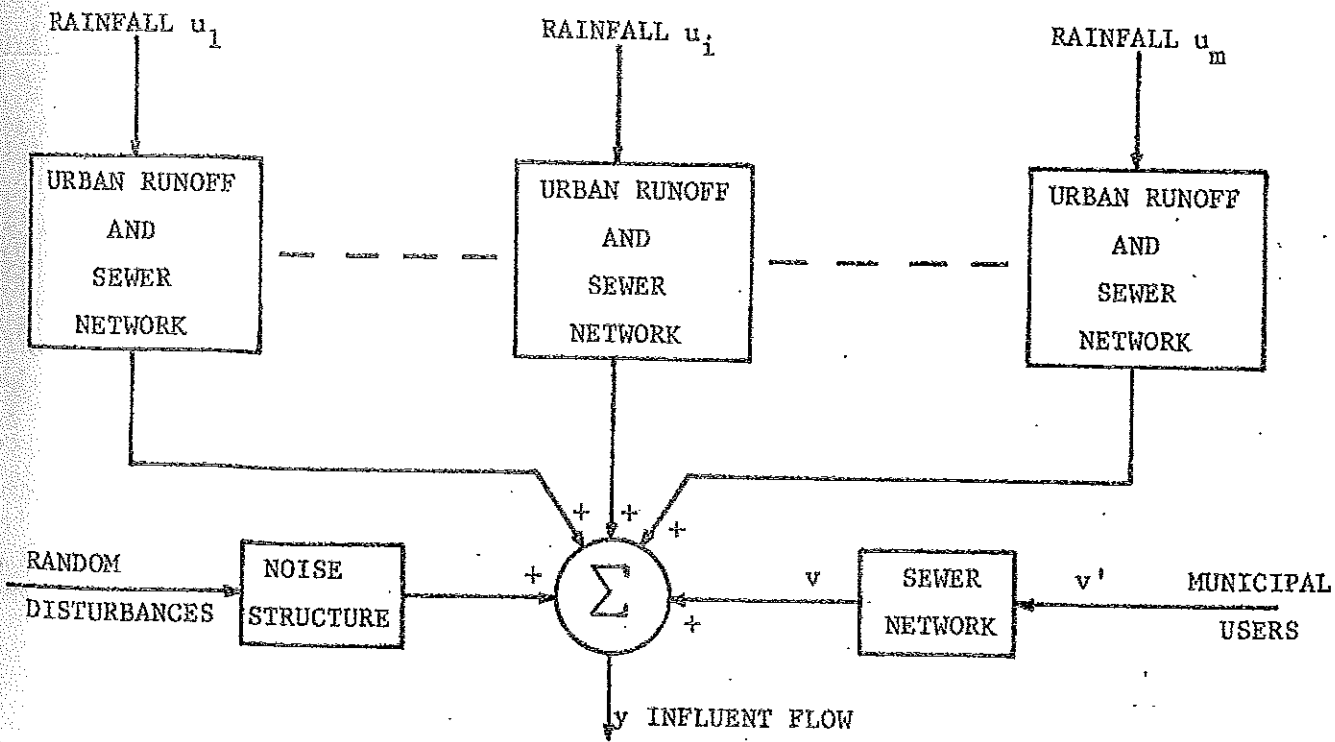 RAINFALL u1
RAINFALL ui
RAINFALL um
URBAN RUNOFF
AND
SEWER
NETWORK
URBAN RUNOFF
AND
SEWER
NETWORK
URBAN RUNOFF
AND
SEWER
NETWORK
+
+
+
RANDOM
DISTURBANCES
NOISE
STRUCTURE
+
Σ
+
v
SEWER
NETWORK
v'
MUNICIPAL
USERS
y INFLUENT FLOW